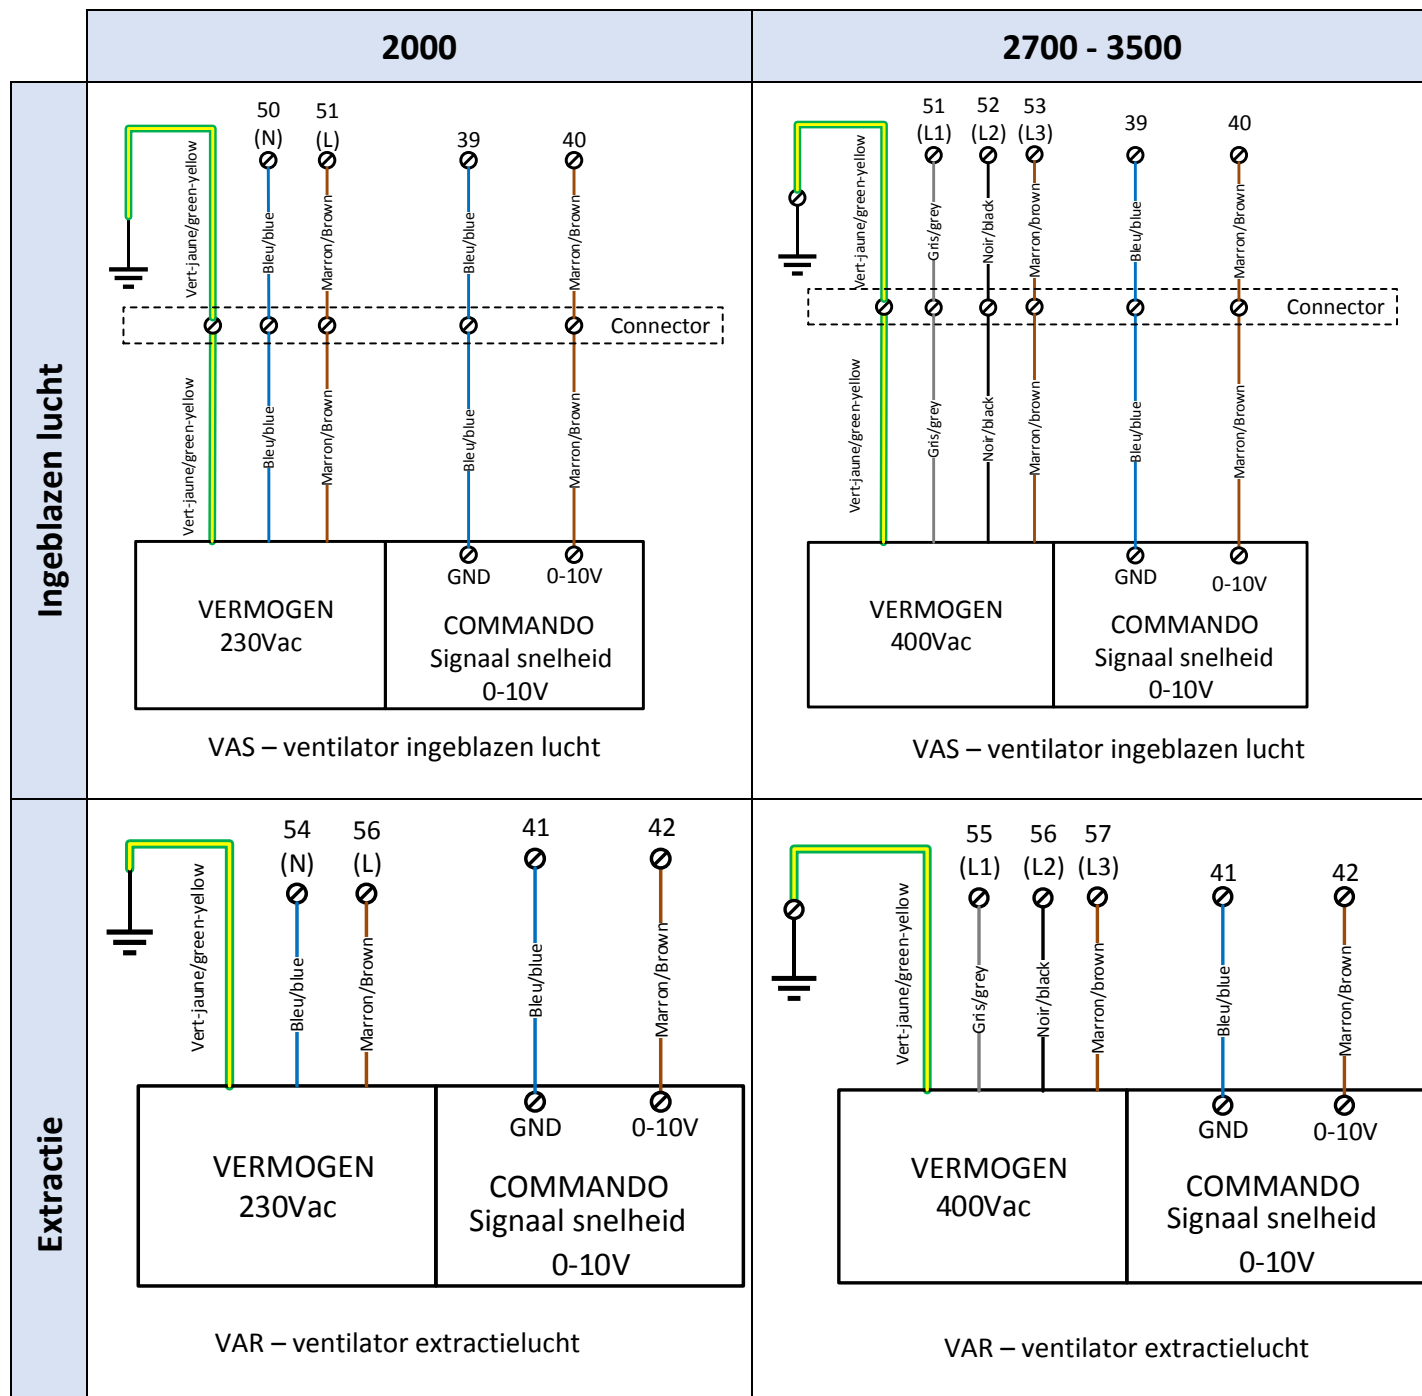 2000
2700 - 3500
Ingeblazen lucht
50
(N)
51
(L)
39
40
Vert-jaune/green-yellow
Bleu/blue
Marron/Brown
Bleu/blue
Marron/Brown
Connector
Vert-jaune/green-yellow
Bleu/blue
Marron/Brown
Bleu/blue
Marron/Brown
GND
0-10V
VERMOGEN
230Vac
COMMANDO
Signaal snelheid
0-10V
VAS – ventilator ingeblazen lucht
51
(L1)
52
(L2)
53
(L3)
39
40
Vert-jaune/green-yellow
Gris/grey
Noir/black
Marron/brown
Bleu/blue
Marron/Brown
Connector
Vert-jaune/green-yellow
Gris/grey
Noir/black
Marron/brown
Bleu/blue
Marron/Brown
GND
0-10V
VERMOGEN
400Vac
COMMANDO
Signaal snelheid
0-10V
VAS – ventilator ingeblazen lucht
Extractie
54
(N)
56
(L)
41
42
Vert-jaune/green-yellow
Bleu/blue
Marron/Brown
Bleu/blue
Marron/Brown
GND
0-10V
VERMOGEN
230Vac
COMMANDO
Signaal snelheid
0-10V
VAR – ventilator extractielucht
55
(L1)
56
(L2)
57
(L3)
41
42
Vert-jaune/green-yellow
Gris/grey
Noir/black
Marron/brown
Bleu/blue
Marron/Brown
GND
0-10V
VERMOGEN
400Vac
COMMANDO
Signaal snelheid
0-10V
VAR – ventilator extractielucht